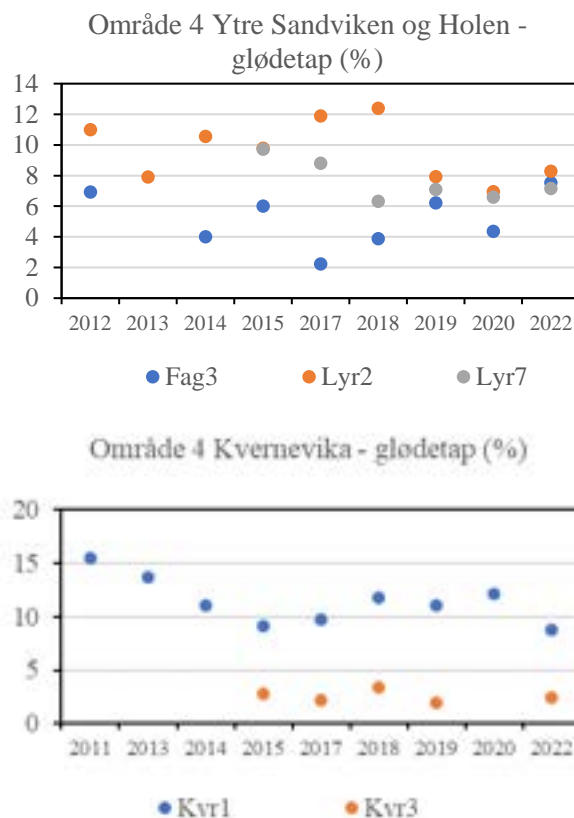 Område 4 Ytre Sandviken og Holen -
glødetap (%)
14
12
10
8
6
4
2
0
2012 2013 2014 2015 2017 2018 2019 2020 2022
Fag3 Lyr2 Lyr7
Område 4 Kvernevika - glødetap (%)
20
15
10
5
0
2011 2013 2014 2015 2017 2018 2019 2020 2022
Kvr1 Kvr3